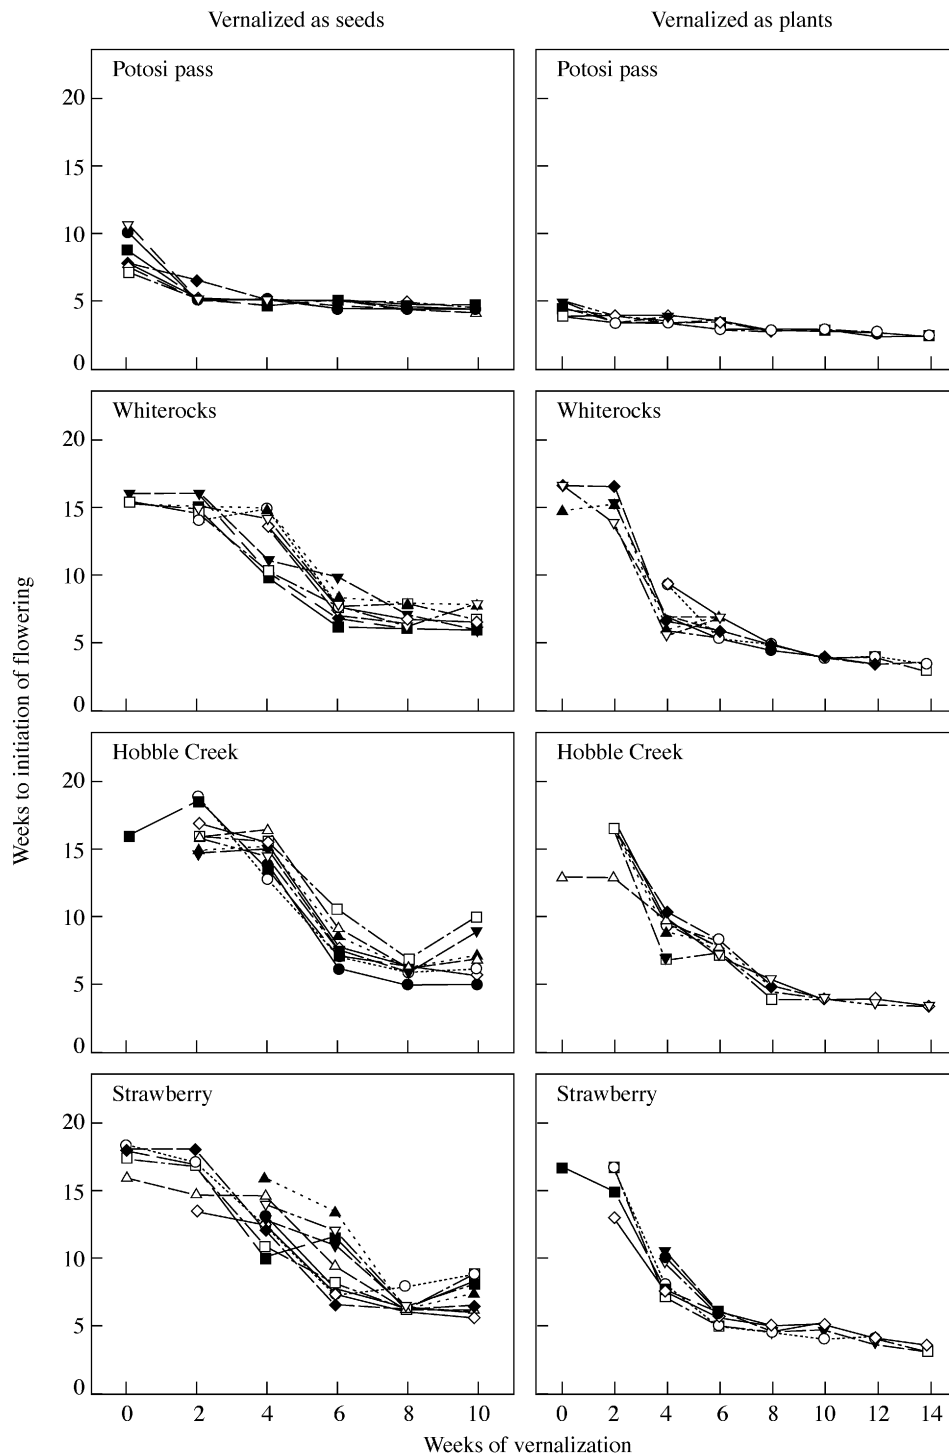 Vernalized as seeds
Vernalized as plants
Potosi pass
Potosi pass
20
15
10
5
0
Whiterocks
Whiterocks
20
15
10
5
0
Weeks to initiation of flowering
Hobble Creek
Hobble Creek
20
15
10
5
0
Strawberry
Strawberry
20
15
10
5
0
0 2 4 6 8 10
0 2 4 6 8 10 12 14
Weeks of vernalization